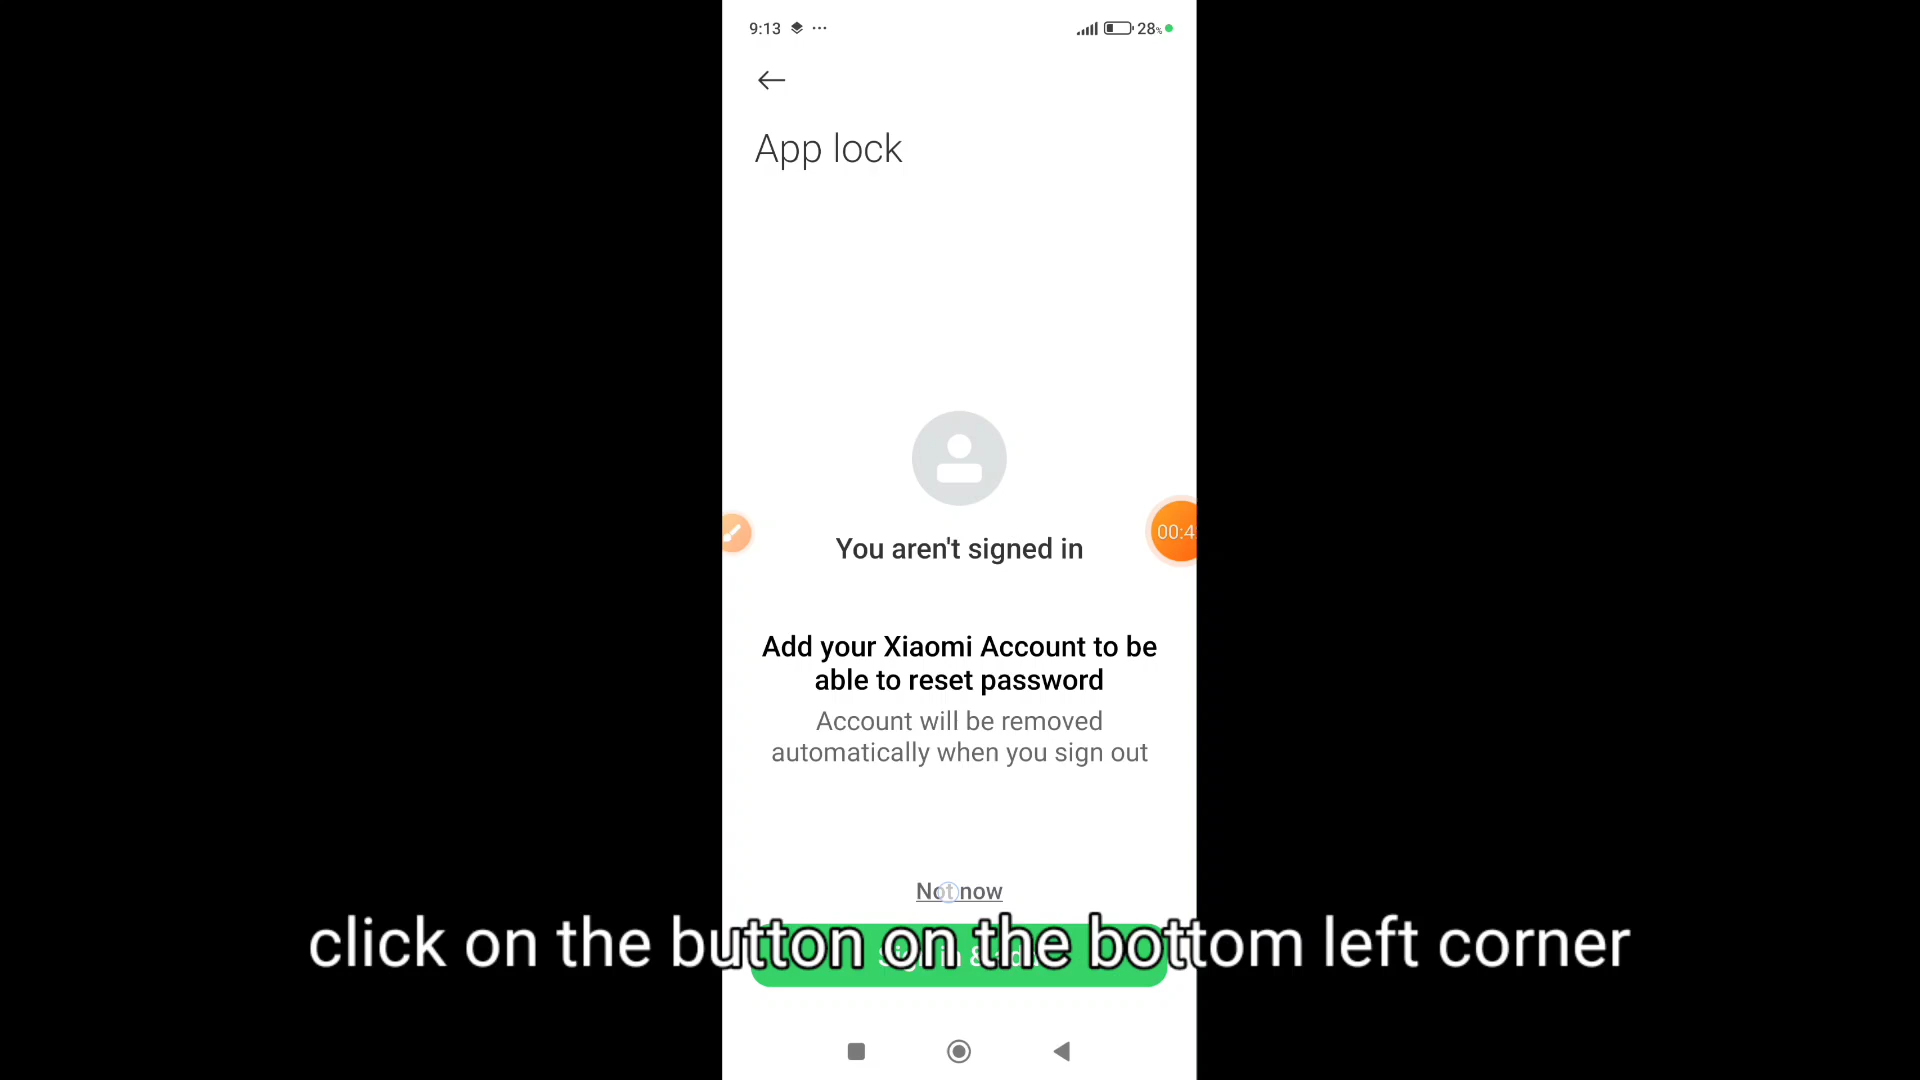 9:13 ... 28%
App lock
00:4
You aren't signed in
Add your Xiaomi Account to be
able to reset password
Account will be removed
automatically when you sign out
Not now
click on the button on the bottom left corner